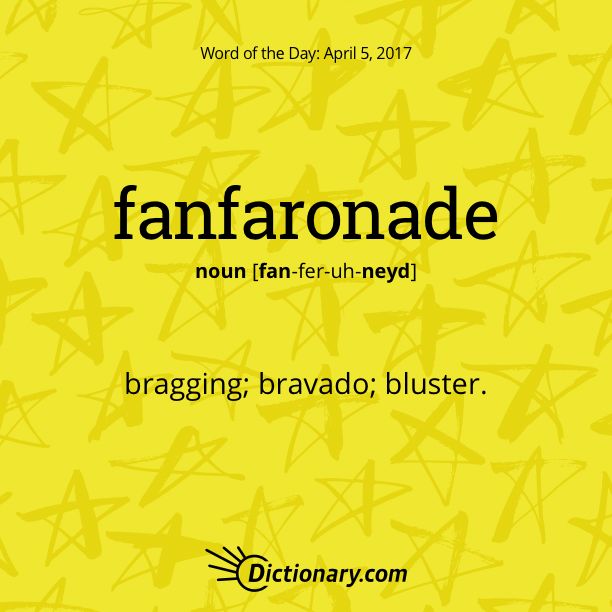 Word of the Day: April 5, 2017
fanfaronade
noun [fan-fer-uh-neyd]
bragging; bravado; bluster.
Dictionary.com